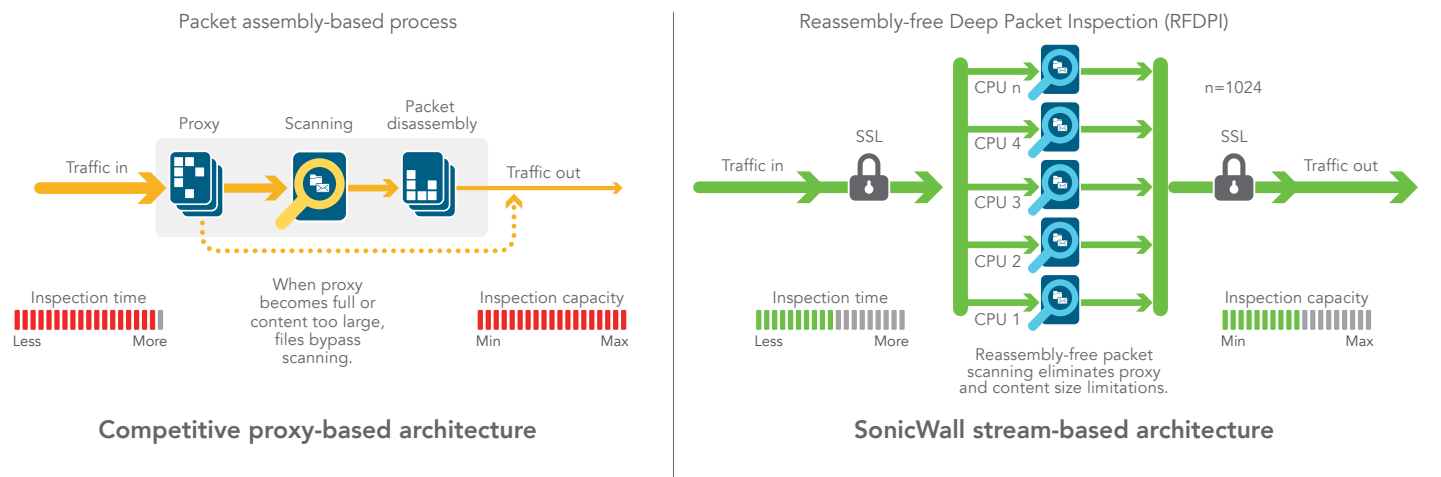 Packet assembly-based process
Proxy
Scanning
Packet
disassembly
Traffic in
Traffic out
When proxy
becomes full or
content too large,
files bypass
scanning.
Inspection time
Less
More
Inspection capacity
Min
Max
Competitive proxy-based architecture
Reassembly-free Deep Packet Inspection (RFDPI)
CPU n
n=1024
CPU 4
SSL
SSL
Traffic in
Traffic out
CPU 3
CPU 2
CPU 1
Inspection time
Less
More
Inspection capacity
Min
Max
Reassembly-free packet
scanning eliminates proxy
and content size limitations.
SonicWall stream-based architecture